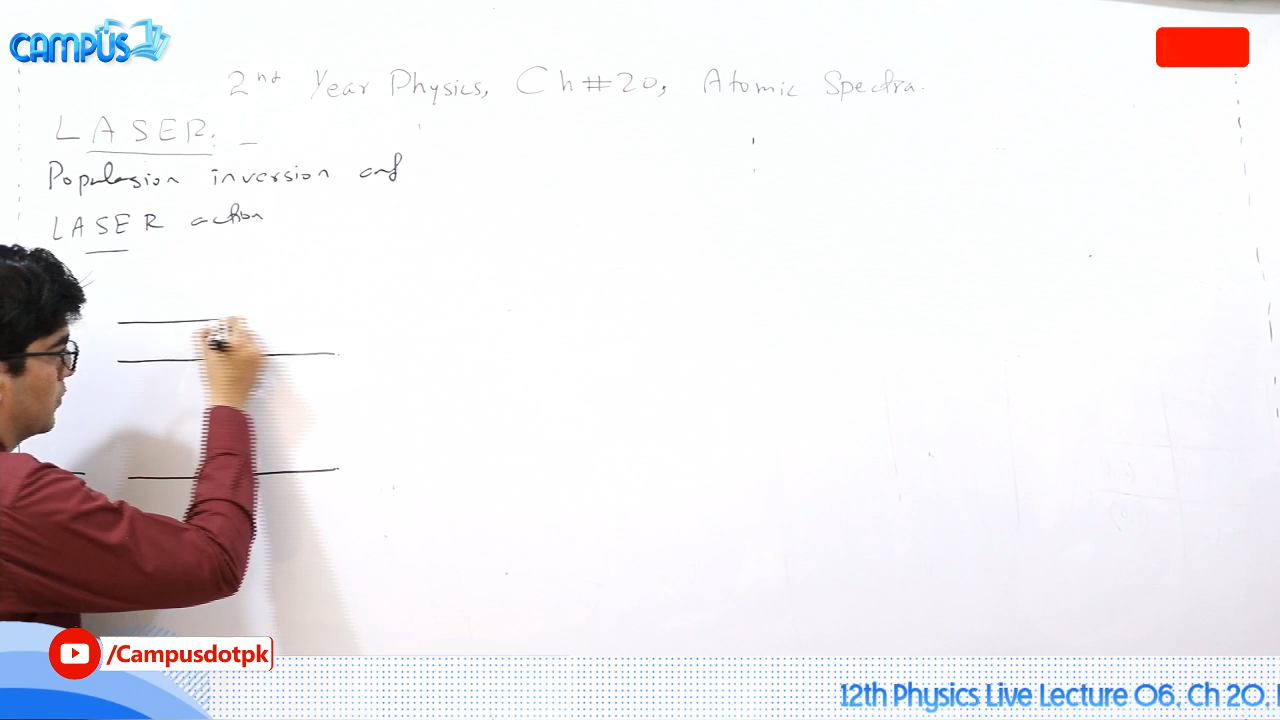 CAMPUS
2nd Year Physics, Ch#20, Atomic Spectra.
LASER:-
Populasion inversion and
LASER action
/Campusdotpk
12th Physics Live Lecture 06, Ch 20,